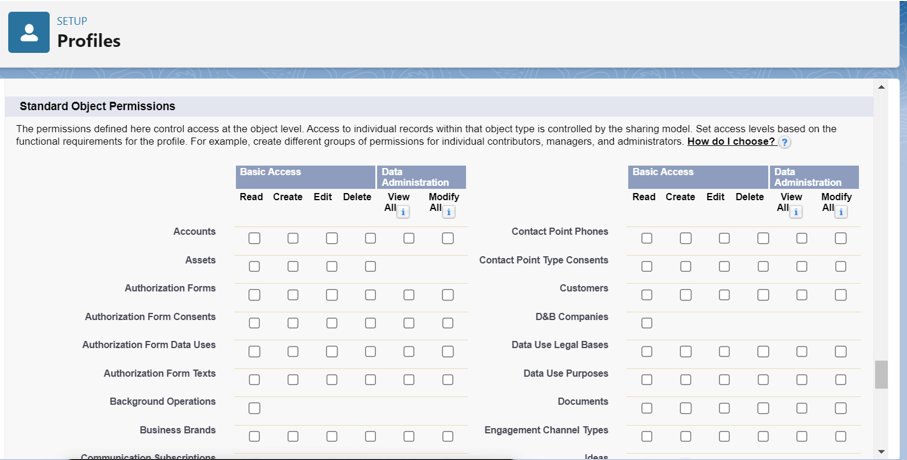 SETUP
Profiles
Standard Object Permissions
The permissions defined here control access at the object level. Access to individual records within that object type is controlled by the sharing model. Set access levels based on the
functional requirements for the profile. For example, create different groups of permissions for individual contributors, managers, and administrators. How do I choose? ?
Basic Access Data Administration Basic Access Data Administration
Read Create Edit Delete View All i Modify All i Read Create Edit Delete View All i Modify All i
Accounts Contact Point Phones
Assets Contact Point Type Consents
Authorization Forms Customers
Authorization Form Consents D&B Companies
Authorization Form Data Uses Data Use Legal Bases
Authorization Form Texts Data Use Purposes
Background Operations Documents
Business Brands Engagement Channel Types
Communication Subscriptions Ideas